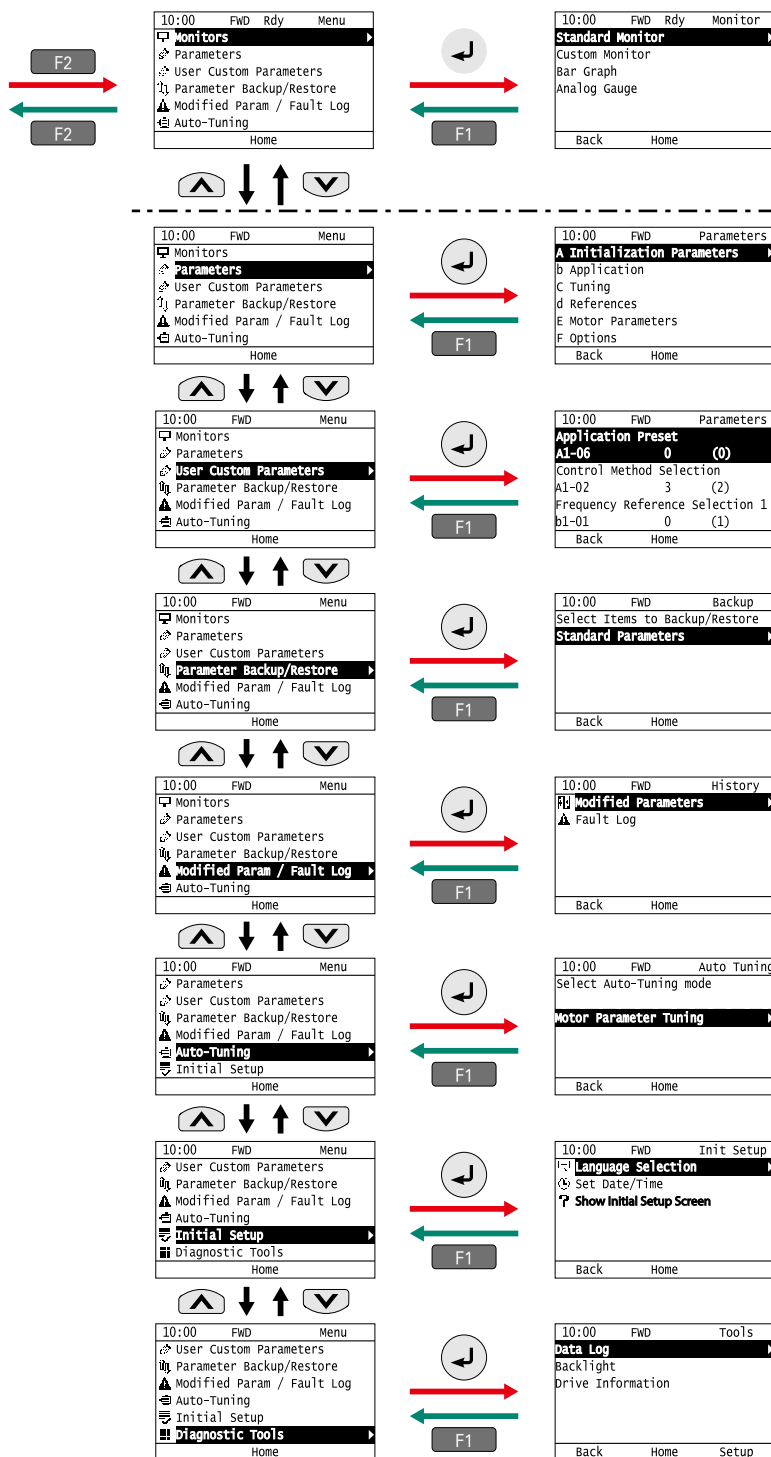 F2
F2
10:00 FWD Rdy Menu
Monitors
Parameters
User Custom Parameters
Parameter Backup/Restore
Modified Param / Fault Log
Auto-Tuning
Home
F1
10:00 FWD Rdy Monitor
Standard Monitor
Custom Monitor
Bar Graph
Analog Gauge
Back Home
10:00 FWD Menu
Monitors
Parameters
User Custom Parameters
Parameter Backup/Restore
Modified Param / Fault Log
Auto-Tuning
Home
F1
10:00 FWD Parameters
A Initialization Parameters
b Application
C Tuning
d References
E Motor Parameters
F Options
Back Home
10:00 FWD Menu
Monitors
Parameters
User Custom Parameters
Parameter Backup/Restore
Modified Param / Fault Log
Auto-Tuning
Home
F1
10:00 FWD Parameters
Application Preset
A1-06 0 (0)
Control Method Selection
A1-02 3 (2)
Frequency Reference Selection 1
b1-01 0 (1)
Back Home
10:00 FWD Menu
Monitors
Parameters
User Custom Parameters
Parameter Backup/Restore
Modified Param / Fault Log
Auto-Tuning
Home
F1
10:00 FWD Backup
Select Items to Backup/Restore
Standard Parameters
Back Home
10:00 FWD Menu
Monitors
Parameters
User Custom Parameters
Parameter Backup/Restore
Modified Param / Fault Log
Auto-Tuning
Home
F1
10:00 FWD History
Modified Parameters
Fault Log
Back Home
10:00 FWD Menu
Parameters
User Custom Parameters
Parameter Backup/Restore
Modified Param / Fault Log
Auto-Tuning
Initial Setup
Home
F1
10:00 FWD Auto Tuning
Select Auto-Tuning mode
Motor Parameter Tuning
Back Home
10:00 FWD Menu
User Custom Parameters
Parameter Backup/Restore
Modified Param / Fault Log
Auto-Tuning
Initial Setup
Diagnostic Tools
Home
F1
10:00 FWD Init Setup
Language Selection
Set Date/Time
? Show Initial Setup Screen
Back Home
10:00 FWD Menu
User Custom Parameters
Parameter Backup/Restore
Modified Param / Fault Log
Auto-Tuning
Initial Setup
Diagnostic Tools
Home
F1
10:00 FWD Tools
Data Log
Backlight
Drive Information
Back Home Setup